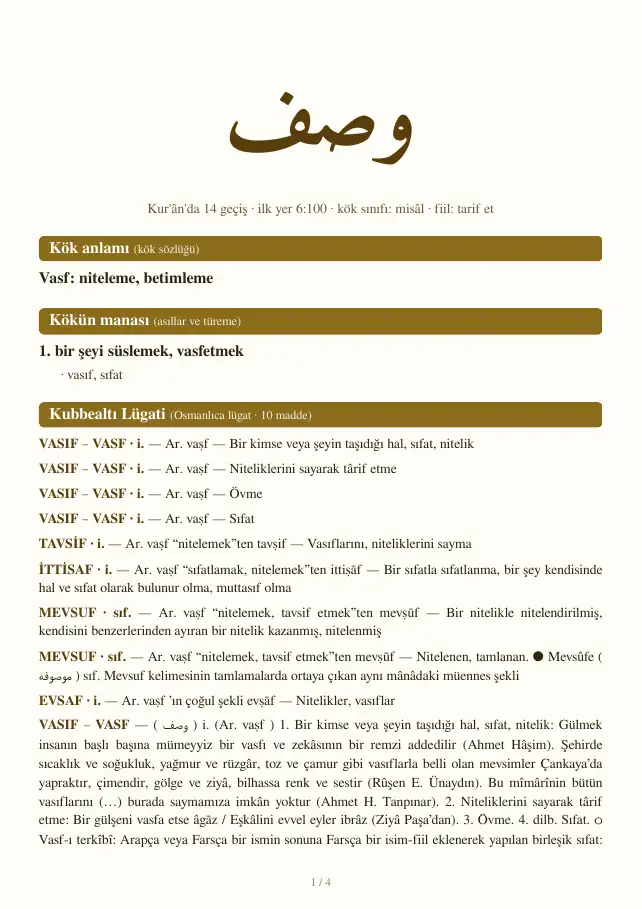 وصف
Kur'ân'da 14 geçiş · ilk yer 6:100 · kök sınıfı: misâl · fiil: tarif et
Kök anlamı (kök sözlüğü)
Vasf: niteleme, betimleme
Kökün manası (asıllar ve türeme)
1. bir şeyi süslemek, vasfetmek
· vasıf, sıfat
Kubbealtı Lügati (Osmanlıca lügat · 10 madde)
VASIF – VASF · i. — Ar. vaṣf — Bir kimse veya şeyin taşıdığı hal, sıfat, nitelik
VASIF – VASF · i. — Ar. vaṣf — Niteliklerini sayarak târif etme
VASIF – VASF · i. — Ar. vaṣf — Övme
VASIF – VASF · i. — Ar. vaṣf — Sıfat
TAVSİF · i. — Ar. vaṣf “nitelemek”ten tavṣіf — Vasıflarını, niteliklerini sayma
İTTİSAF · i. — Ar. vaṣf “sıfatlamak, nitelemek”ten ittiṣāf — Bir sıfatla sıfatlanma, bir şey kendisinde
hal ve sıfat olarak bulunur olma, muttasıf olma
MEVSUF · sıf. — Ar. vaṣf “nitelemek, tavsif etmek”ten mevṣūf — Bir nitelikle nitelendirilmiş,
kendisini benzerlerinden ayıran bir nitelik kazanmış, nitelenmiş
MEVSUF · sıf. — Ar. vaṣf “nitelemek, tavsif etmek”ten mevṣūf — Nitelenen, tamlanan. ● Mevsûfe (
موصوفه ) sıf. Mevsuf kelimesinin tamlamalarda ortaya çıkan aynı mânâdaki müennes şekli
EVSAF · i. — Ar. vaṣf ’ın çoğul şekli evṣāf — Nitelikler, vasıflar
VASIF – VASF — ( وصف ) i. (Ar. vaṣf ) 1. Bir kimse veya şeyin taşıdığı hal, sıfat, nitelik: Gülmek
insanın başlı başına mümeyyiz bir vasfı ve zekâsının bir remzi addedilir (Ahmet Hâşim). Şehirde
sıcaklık ve soğukluk, yağmur ve rüzgâr, toz ve çamur gibi vasıflarla belli olan mevsimler Çankaya’da
yapraktır, çimendir, gölge ve ziyâ, bilhassa renk ve sestir (Rûşen E. Ünaydın). Bu mîmârînin bütün
vasıflarını (…) burada saymamıza imkân yoktur (Ahmet H. Tanpınar). 2. Niteliklerini sayarak târif
etme: Bir gülşeni vasfa etse âgāz / Eşkâlini evvel eyler ibrâz (Ziyâ Paşa’dan). 3. Övme. 4. dilb. Sıfat. ○
Vasf-ı terkîbî: Arapça veya Farsça bir ismin sonuna Farsça bir isim-fiil eklenerek yapılan birleşik sıfat:
1 / 4